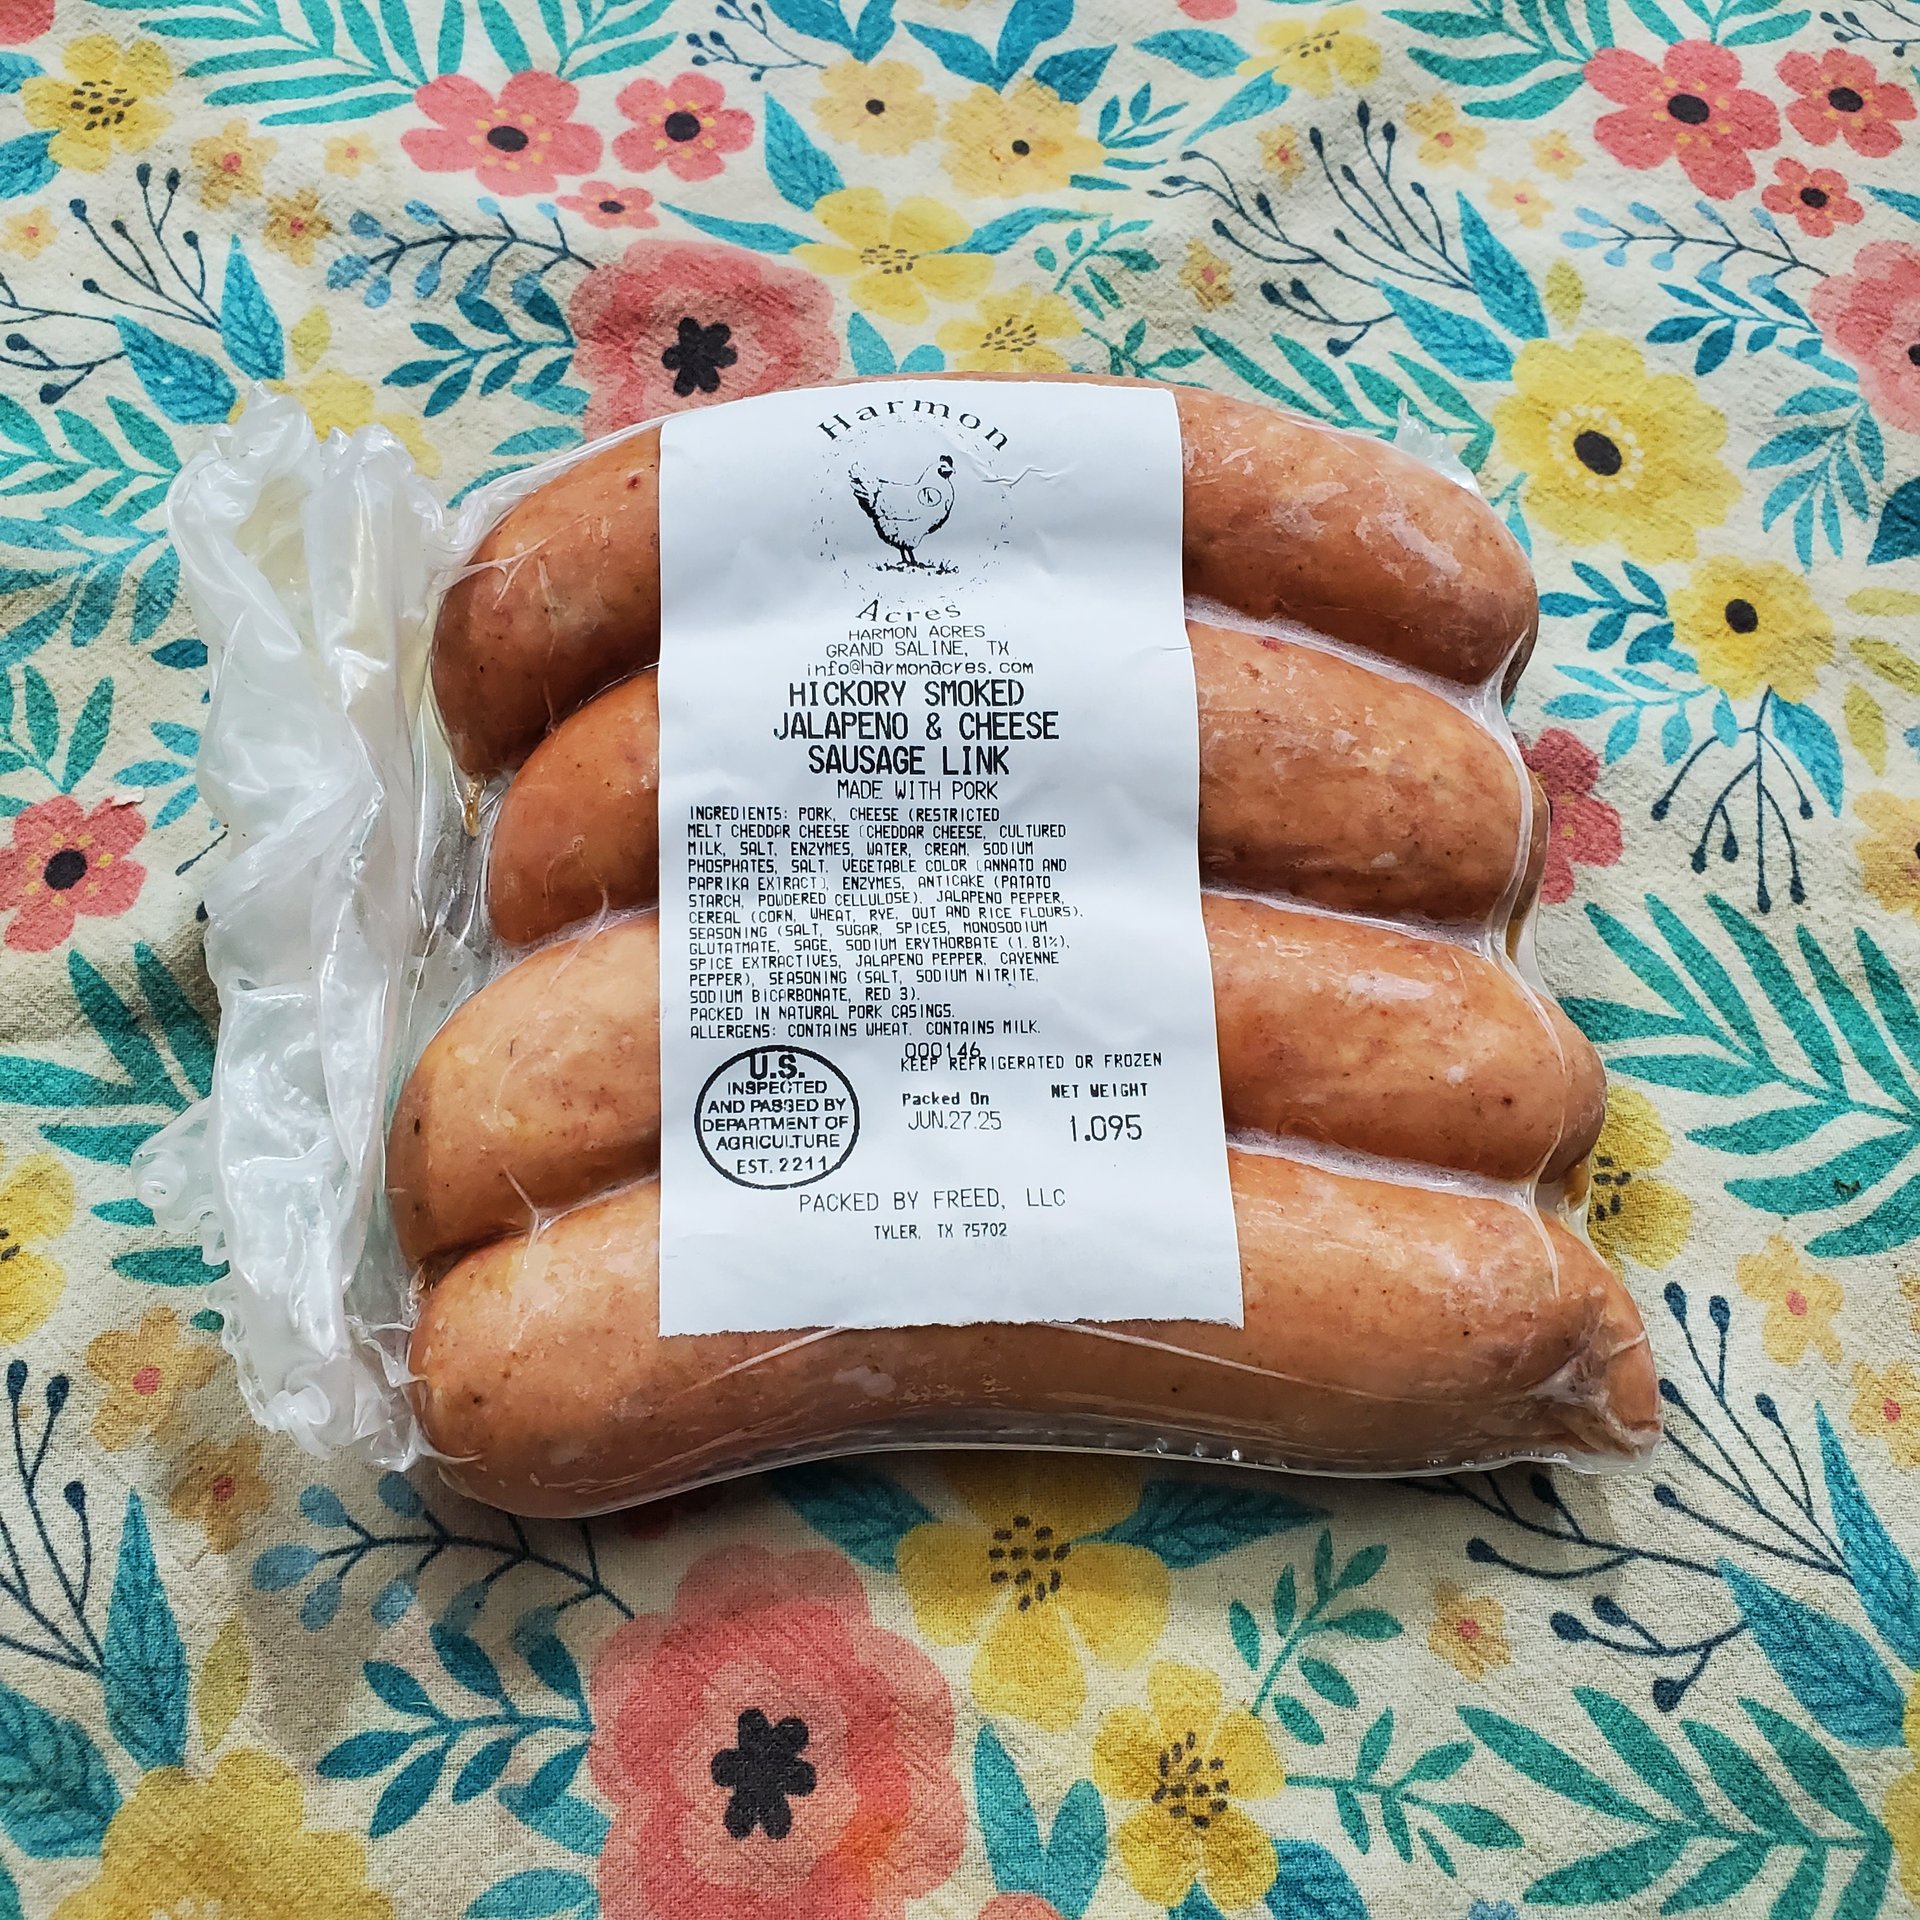 Harmon
Acres
HARMON ACRES
GRAND SALINE, TX
info@harmonacres.com
HICKORY SMOKED
JALAPENO & CHEESE
SAUSAGE LINK
MADE WITH PORK
INGREDIENTS: PORK, CHEESE (RESTRICTED
MELT CHEDDAR CHEESE (CHEDDAR CHEESE, CULTURED
MILK, SALT, ENZYMES, WATER, CREAM, SODIUM
PHOSPHATES, SALT, VEGETABLE COLOR (ANNATO AND
PAPRIKA EXTRACT), ENZYMES, ANTICAKE (PATATO
STARCH, POWDERED CELLULOSE), JALAPENO PEPPER,
CEREAL (CORN, WHEAT, RYE, OUT AND RICE FLOURS),
SEASONING (SALT, SUGAR, SPICES, MONOSODIUM
GLUTATMATE, SAGE, SODIUM ERYTHORBATE (1.81%),
SPICE EXTRACTIVES, JALAPENO PEPPER, CAYENNE
PEPPER), SEASONING (SALT, SODIUM NITRITE,
SODIUM BICARBONATE, RED 3).
PACKED IN NATURAL PORK CASINGS.
ALLERGENS: CONTAINS WHEAT. CONTAINS MILK.
000146
KEEP REFRIGERATED OR FROZEN
U.S.
INSPECTED
AND PASSED BY
DEPARTMENT OF
AGRICULTURE
EST. 2211
Packed On
JUN.27.25
NET WEIGHT
1.095
PACKED BY FREED, LLC
TYLER, TX 75702